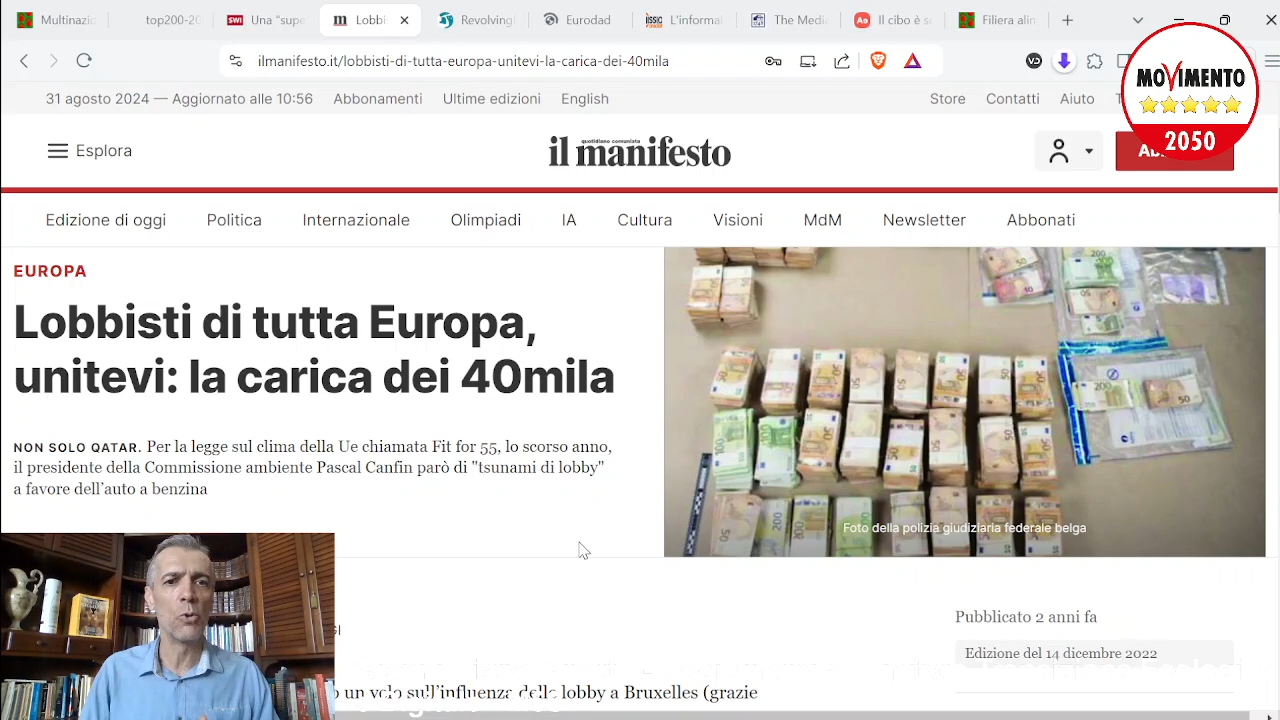 Multinazi
top200-20
SWI Una "supe
m Lobbi
Revolving
Eurodad
L'informa
The Media
Il cibo è s
Filiera alin
ilmanifesto.it/lobbisti-di-tutta-europa-unitevi-la-carica-dei-40mila
MOVIMENTO
2050
31 agosto 2024 — Aggiornato alle 10:56
Abbonamenti
Ultime edizioni
English
Store
Contatti
Aiuto
Esplora
quotidiano comunista
il manifesto
Edizione di oggi
Politica
Internazionale
Olimpiadi
IA
Cultura
Visioni
MdM
Newsletter
Abbonati
EUROPA
Lobbisti di tutta Europa,
unitevi: la carica dei 40mila
NON SOLO QATAR. Per la legge sul clima della Ue chiamata Fit for 55, lo scorso anno,
il presidente della Commissione ambiente Pascal Canfin parò di "tsunami di lobby"
a favore dell'auto a benzina
Foto della polizia giudiziaria federale belga
Pubblicato 2 anni fa
Edizione del 14 dicembre 2022
un velo sull'influenza delle lobby a Bruxelles (grazie